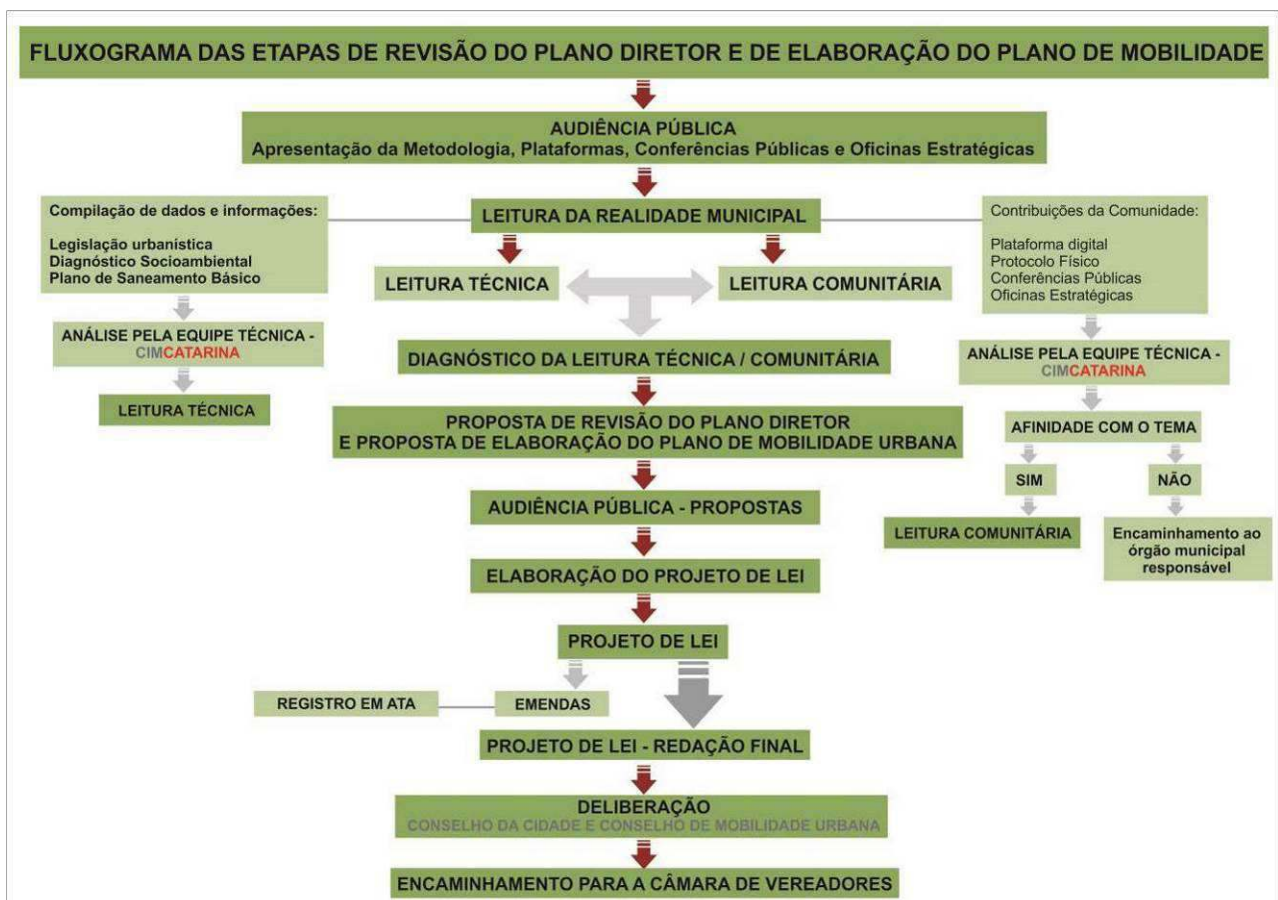 FLUXOGRAMA DAS ETAPAS DE REVISÃO DO PLANO DIRETOR E DE ELABORAÇÃO DO PLANO DE MOBILIDADE
AUDIÊNCIA PÚBLICA
Apresentação da Metodologia, Plataformas, Conferências Públicas e Oficinas Estratégicas
Compilação de dados e informações:
Legislação urbanística
Diagnóstico Socioambiental
Plano de Saneamento Básico
ANÁLISE PELA EQUIPE TÉCNICA -
CIMCATARINA
LEITURA TÉCNICA
LEITURA DA REALIDADE MUNICIPAL
LEITURA TÉCNICA
LEITURA COMUNITÁRIA
Contribuições da Comunidade:
Plataforma digital
Protocolo Físico
Conferências Públicas
Oficinas Estratégicas
ANÁLISE PELA EQUIPE TÉCNICA -
CIMCATARINA
AFINIDADE COM O TEMA
SIM
NÃO
LEITURA COMUNITÁRIA
Encaminhamento ao
órgão municipal
responsável
DIAGNÓSTICO DA LEITURA TÉCNICA / COMUNITÁRIA
PROPOSTA DE REVISÃO DO PLANO DIRETOR
E PROPOSTA DE ELABORAÇÃO DO PLANO DE MOBILIDADE URBANA
AUDIÊNCIA PÚBLICA - PROPOSTAS
ELABORAÇÃO DO PROJETO DE LEI
PROJETO DE LEI
REGISTRO EM ATA
EMENDAS
PROJETO DE LEI - REDAÇÃO FINAL
DELIBERAÇÃO
CONSELHO DA CIDADE E CONSELHO DE MOBILIDADE URBANA
ENCAMINHAMENTO PARA A CÂMARA DE VEREADORES